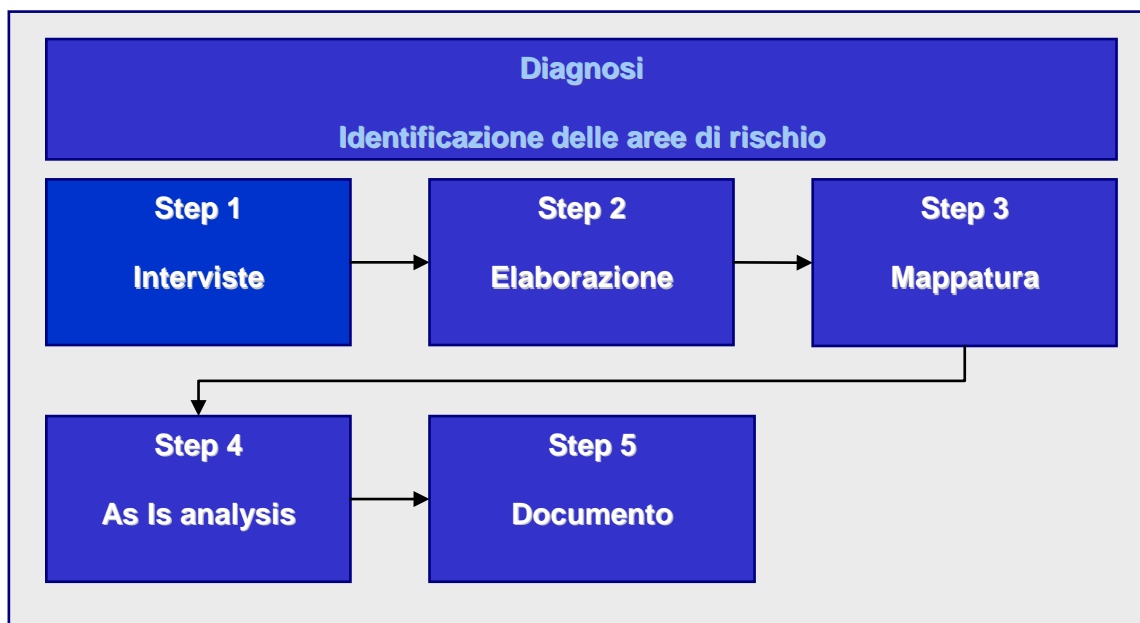 Diagnosi
Identificazione delle aree di rischio
Step 1
Interviste
Step 2
Elaborazione
Step 3
Mappatura
Step 4
As Is analysis
Step 5
Documento